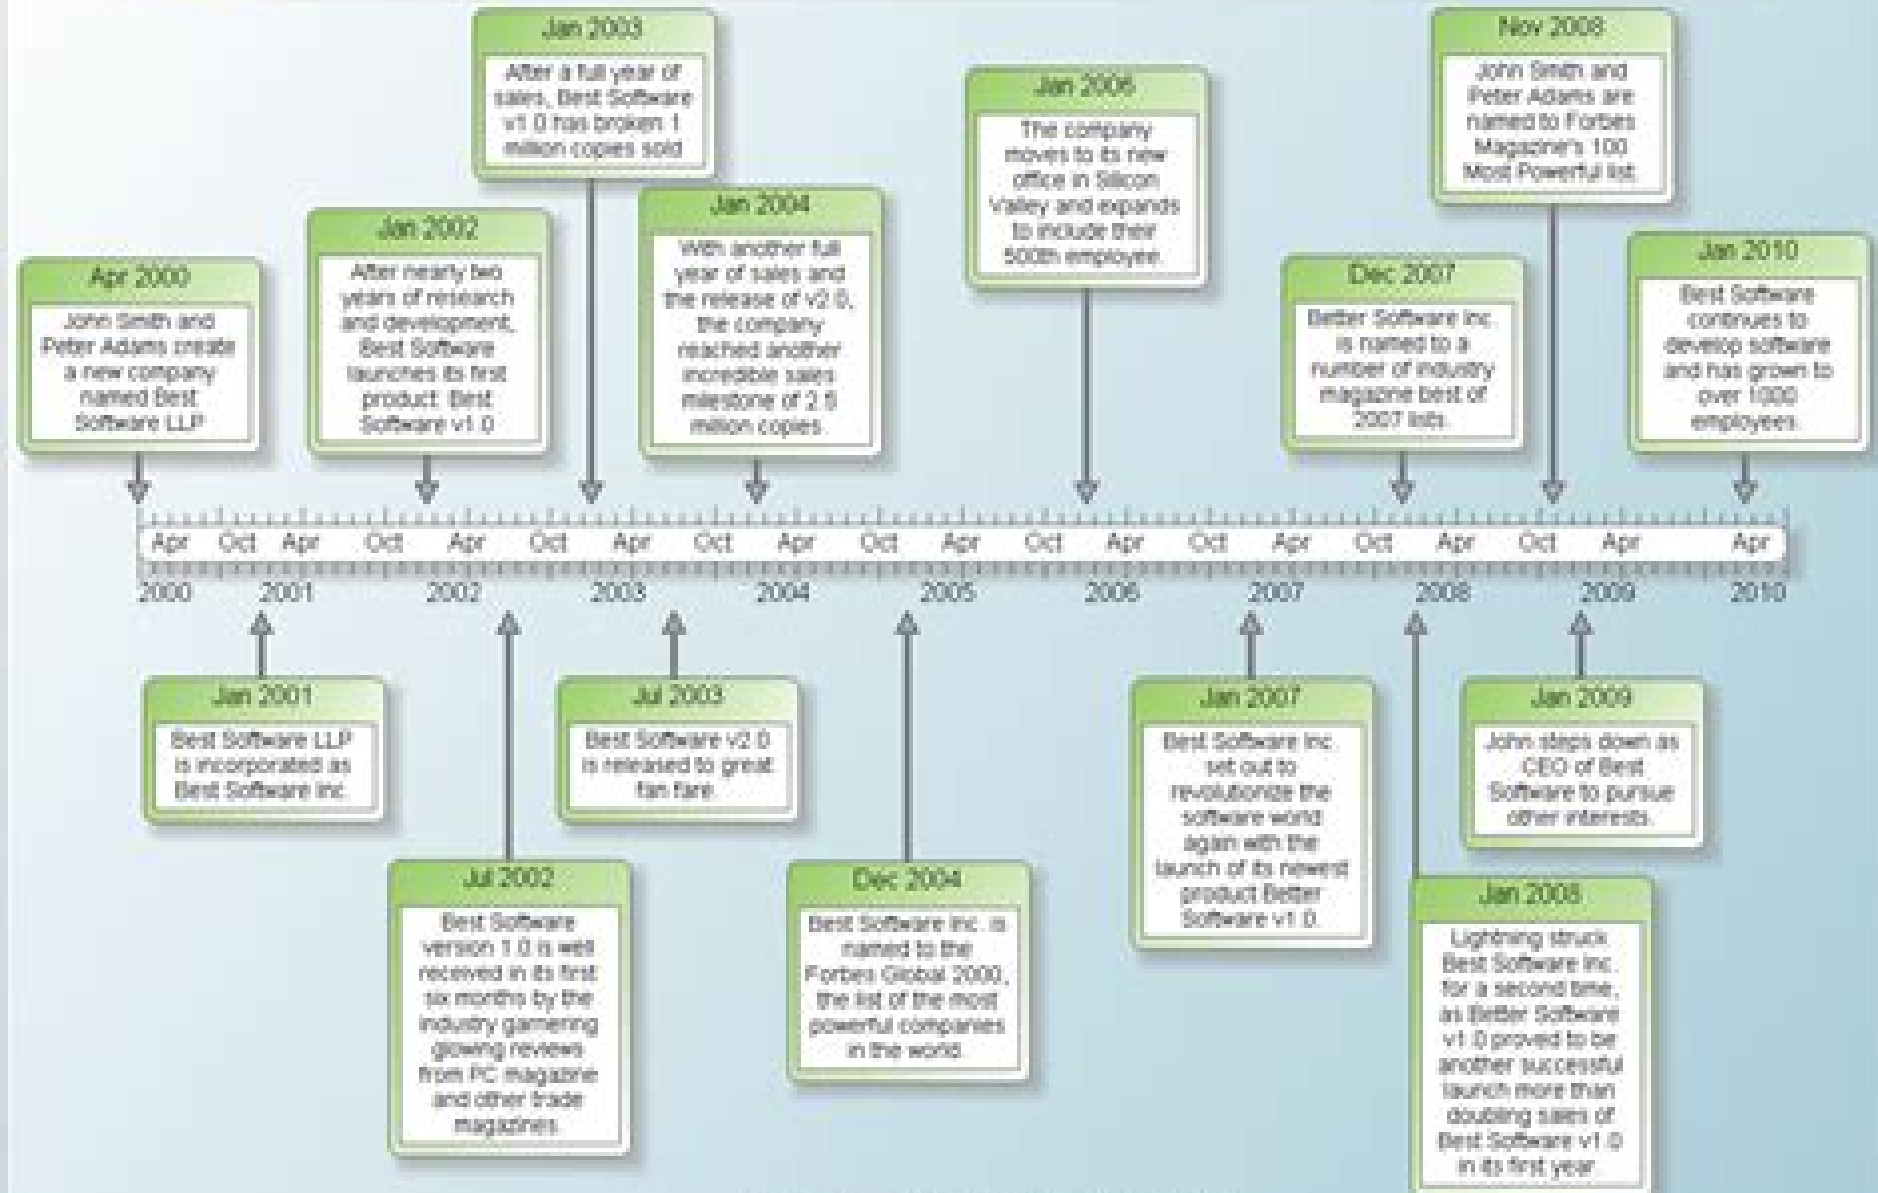 Jan 2003
After a full year of
sales, Best Software
v1.0 has broken 1
million copies sold
Nov 2008
John Smith and
Peter Adams are
named to Forbes
Magazine's 100
Most Powerful list.
Jan 2006
The company
moves to its new
office in Silicon
Valley and expands
to include their
500th employee.
Jan 2004
With another full
year of sales and
the release of v2.0,
the company
reached another
incredible sales
milestone of
million copies.
Jan 2002
After nearly two
years of research
and development,
Best Software
launches its first
product Best
Software v1.0
Apr 2000
John Smith and
Peter Adams create
a new company
named Best
Software LLP
Dec 2007
Better Software Inc.
is named to a
number of industry
magazine best of
2007 lists.
Jan 2010
Best Software
continues to
develop software
and has grown to
over 1000
employees.
Apr Oct Apr Oct Apr Oct Apr Oct Apr Oct Apr Oct Apr Oct Apr Oct Apr Oct Apr Apr
2000 2001 2002 2003 2004 2005 2006 2007 2008 2009 2010
Jan 2001
Best Software LLP
is incorporated as
Best Software Inc.
Jul 2003
Best Software v2.0
is released to great
fan fare.
Jan 2007
Best Software Inc.
set out to
revolutionize the
software world
again with the
launch of its newest
product Better
Software v1.0.
Jan 2009
John steps down as
CEO of Best
Software to pursue
other interests.
Jul 2002
Best Software
version 1.0 is well
received in its first
six months by the
industry garnering
glowing reviews
from PC magazine
and other trade
magazines.
Dec 2004
Best Software Inc. is
named to the
Forbes Global 2000,
the list of the most
powerful companies
in the world.
Jan 2008
Lightning struck
Best Software Inc.
for a second time,
as Better Software
v1.0 proved to be
another successful
launch more than
doubling sales of
Best Software v1.0
in its first year.